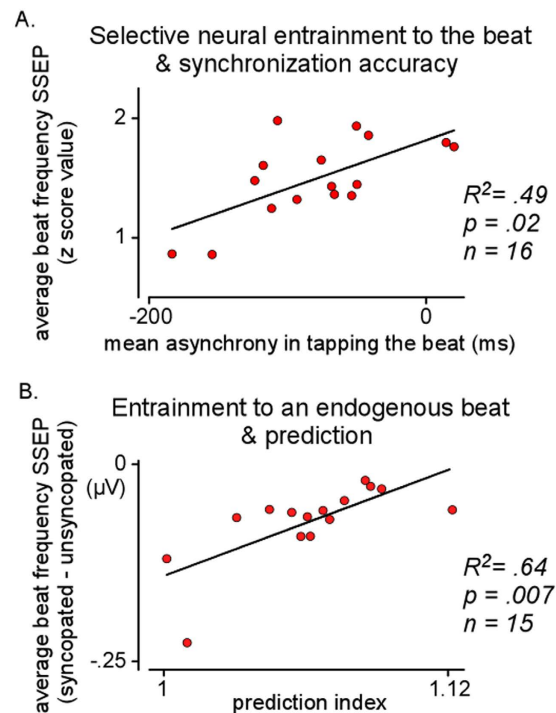 A.
Selective neural entrainment to the beat
& synchronization accuracy
average beat frequency SSEP
(z score value)
2
1
R²= .49
p = .02
n = 16
-200
0
mean asynchrony in tapping the beat (ms)
B.
Entrainment to an endogenous beat
& prediction
average beat frequency SSEP
(syncopated - unsyncopated)
(μV)
0
-.25
R²= .64
p = .007
n = 15
1
1.12
prediction index